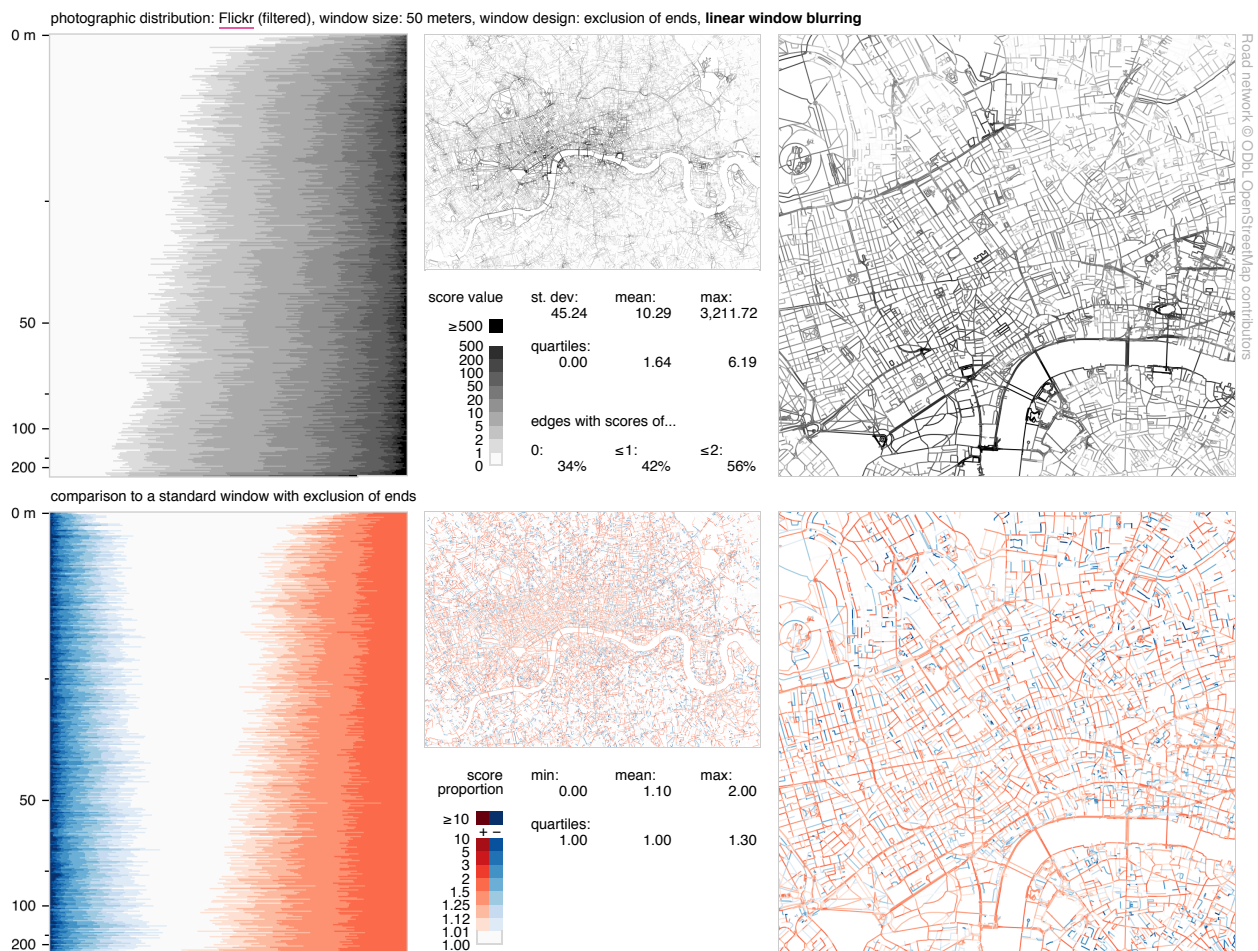 photographic distribution: Flickr (filtered), window size: 50 meters, window design: exclusion of ends, linear window blurring
0 m
50
100
200
score value
≥500
500
200
100
50
20
10
5
2
1
0
st. dev: mean: max:
45.24 10.29 3,211.72
quartiles:
0.00 1.64 6.19
edges with scores of...
0: ≤1: ≤2:
34% 42% 56%
Road network © ODbL OpenStreetMap contributors
comparison to a standard window with exclusion of ends
0 m
50
100
200
score
proportion
≥10
+ −
10
5
3
2
1.5
1.25
1.12
1.01
1.00
min: mean: max:
0.00 1.10 2.00
quartiles:
1.00 1.00 1.30